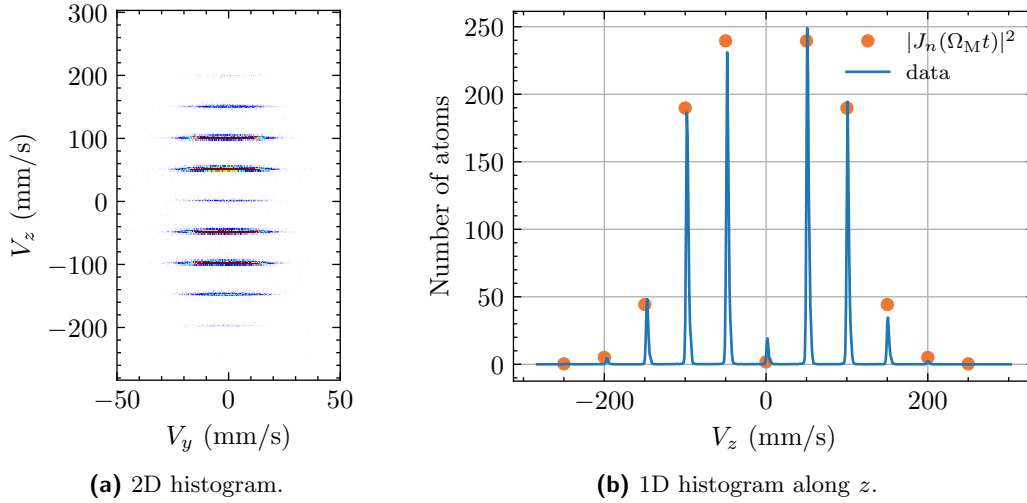 300
200
100
0
−100
−200
V_z (mm/s)
−50
0
50
V_y (mm/s)
(a) 2D histogram.
250
200
150
100
50
0
Number of atoms
|J_n(Ω_M t)|²
data
−200
0
200
V_z (mm/s)
(b) 1D histogram along z.